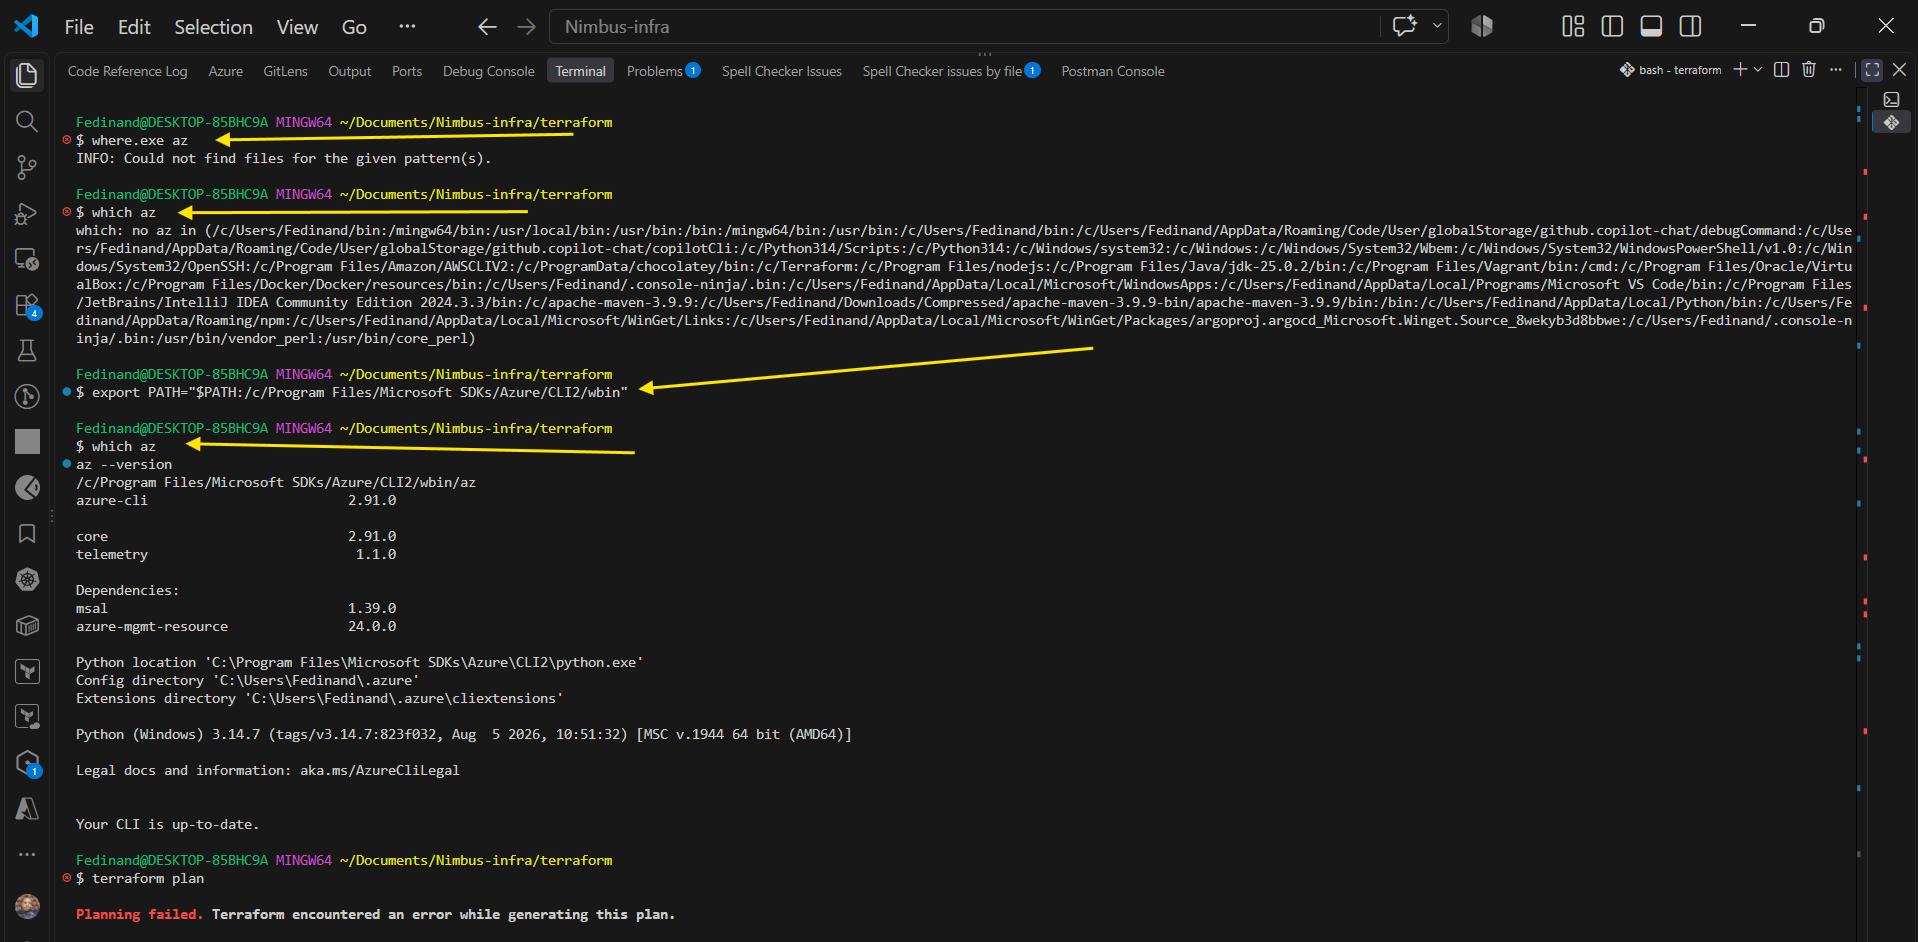 File Edit Selection View Go ··· Nimbus-infra
Code Reference Log Azure GitLens Output Ports Debug Console Terminal Problems 1 Spell Checker Issues Spell Checker issues by file 1 Postman Console bash - terraform
Fedinand@DESKTOP-85BHC9A MINGW64 ~/Documents/Nimbus-infra/terraform
$ where.exe az
INFO: Could not find files for the given pattern(s).
Fedinand@DESKTOP-85BHC9A MINGW64 ~/Documents/Nimbus-infra/terraform
$ which az
which: no az in (/c/Users/Fedinand/bin:/mingw64/bin:/usr/local/bin:/usr/bin:/bin:/mingw64/bin:/usr/bin:/c/Users/Fedinand/bin:/c/Users/Fedinand/AppData/Roaming/Code/User/globalStorage/github.copilot-chat/debugCommand:/c/Use
rs/Fedinand/AppData/Roaming/Code/User/globalStorage/github.copilot-chat/copilotCli:/c/Python314/Scripts:/c/Python314:/c/Windows/system32:/c/Windows:/c/Windows/System32/Wbem:/c/Windows/System32/WindowsPowerShell/v1.0:/c/Win
dows/System32/OpenSSH:/c/Program Files/Amazon/AWSCLIV2:/c/ProgramData/chocolatey/bin:/c/Terraform:/c/Program Files/nodejs:/c/Program Files/Java/jdk-25.0.2/bin:/c/Program Files/Vagrant/bin:/cmd:/c/Program Files/Oracle/Virtu
alBox:/c/Program Files/Docker/Docker/resources/bin:/c/Users/Fedinand/.console-ninja/.bin:/c/Users/Fedinand/AppData/Local/Microsoft/WindowsApps:/c/Users/Fedinand/AppData/Local/Programs/Microsoft VS Code/bin:/c/Program Files
/JetBrains/IntelliJ IDEA Community Edition 2024.3.3/bin:/c/apache-maven-3.9.9:/c/Users/Fedinand/Downloads/Compressed/apache-maven-3.9.9-bin/apache-maven-3.9.9/bin:/bin:/c/Users/Fedinand/AppData/Local/Python/bin:/c/Users/Fe
dinand/AppData/Roaming/npm:/c/Users/Fedinand/AppData/Local/Microsoft/WinGet/Links:/c/Users/Fedinand/AppData/Local/Microsoft/WinGet/Packages/argoproj.argocd_Microsoft.Winget.Source_8wekyb3d8bbwe:/c/Users/Fedinand/.console-n
inja/.bin:/usr/bin/vendor_perl:/usr/bin/core_perl)
Fedinand@DESKTOP-85BHC9A MINGW64 ~/Documents/Nimbus-infra/terraform
$ export PATH="$PATH:/c/Program Files/Microsoft SDKs/Azure/CLI2/wbin"
Fedinand@DESKTOP-85BHC9A MINGW64 ~/Documents/Nimbus-infra/terraform
$ which az
az --version
/c/Program Files/Microsoft SDKs/Azure/CLI2/wbin/az
azure-cli 2.91.0
core 2.91.0
telemetry 1.1.0
Dependencies:
msal 1.39.0
azure-mgmt-resource 24.0.0
Python location 'C:\Program Files\Microsoft SDKs\Azure\CLI2\python.exe'
Config directory 'C:\Users\Fedinand\.azure'
Extensions directory 'C:\Users\Fedinand\.azure\cliextensions'
Python (Windows) 3.14.7 (tags/v3.14.7:823f032, Aug  5 2026, 10:51:32) [MSC v.1944 64 bit (AMD64)]
Legal docs and information: aka.ms/AzureCliLegal
Your CLI is up-to-date.
Fedinand@DESKTOP-85BHC9A MINGW64 ~/Documents/Nimbus-infra/terraform
$ terraform plan
Planning failed. Terraform encountered an error while generating this plan.
4
1